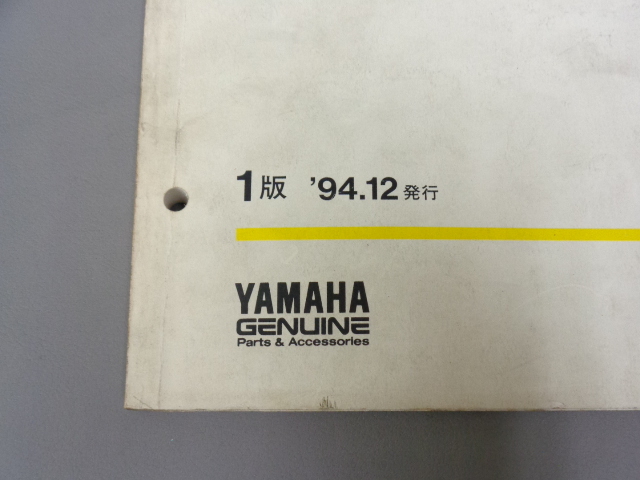 1版 '94.12 発行
YAMAHA
GENUINE
Parts & Accessories